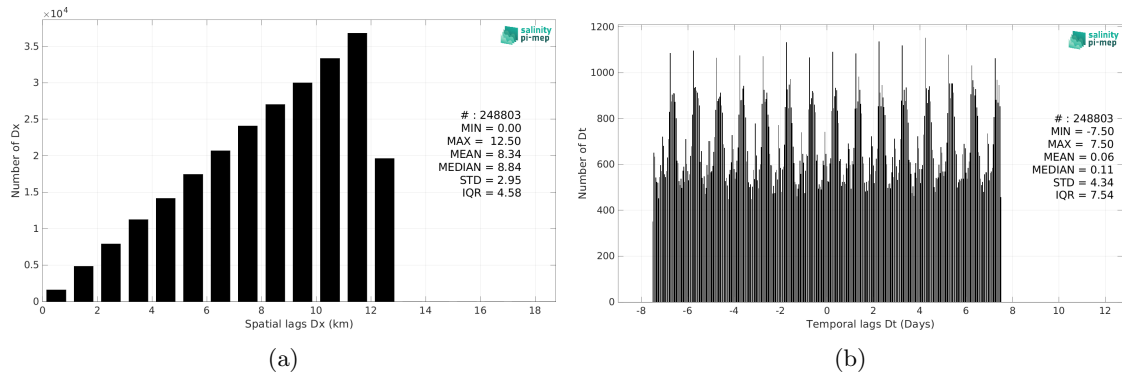 ×10⁴
3.5
3
2.5
2
1.5
1
0.5
0
Number of Dx
salinity
pi-mep
# : 248803
MIN = 0.00
MAX = 12.50
MEAN = 8.34
MEDIAN = 8.84
STD = 2.95
IQR = 4.58
0 2 4 6 8 10 12 14 16 18
Spatial lags Dx (km)
(a)
1200
1000
800
600
400
200
0
Number of Dt
salinity
pi-mep
# : 248803
MIN = -7.50
MAX = 7.50
MEAN = 0.06
MEDIAN = 0.11
STD = 4.34
IQR = 7.54
-8 -6 -4 -2 0 2 4 6 8 10 12
Temporal lags Dt (Days)
(b)